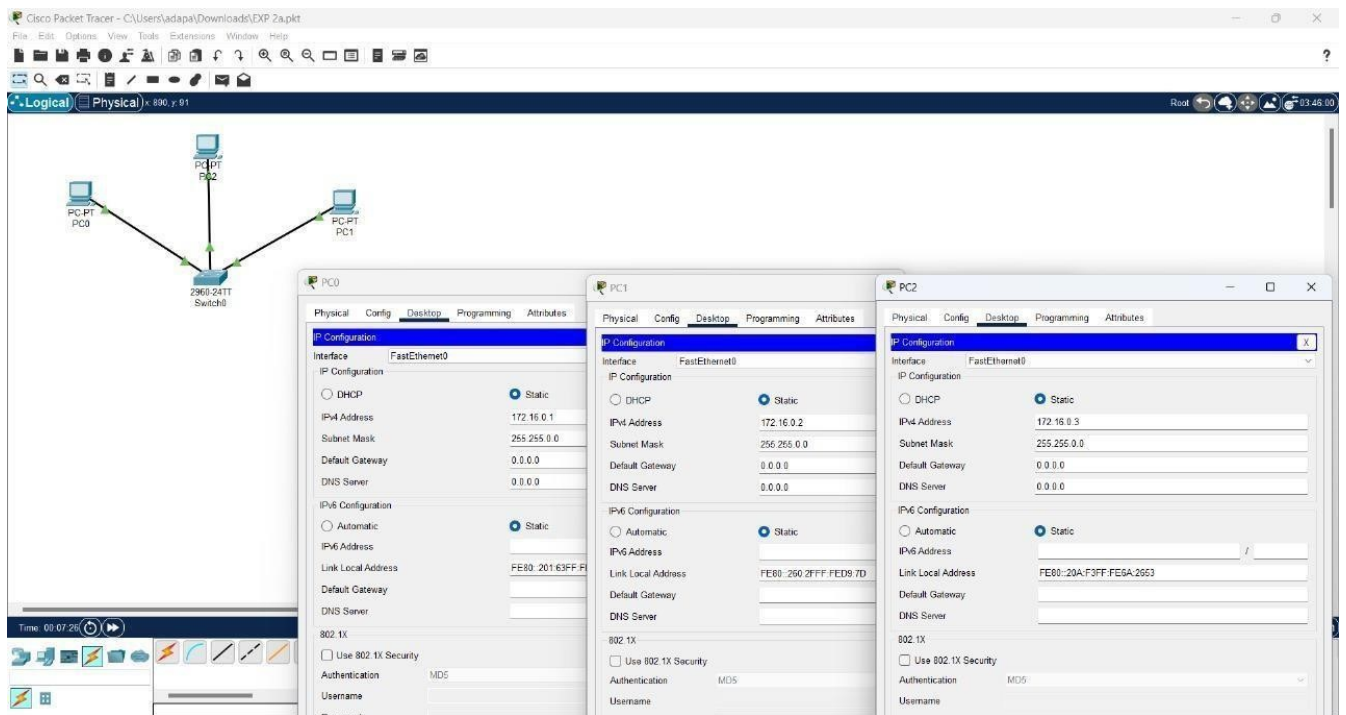 Cisco Packet Tracer - C:\Users\adapa\Downloads\EXP 2a.pkt
File Edit Options View Tools Extensions Window Help
?
Logical Physical x: 890, y: 91
Root 03:46:00
PC-PT
PC2
PC-PT
PC0
PC-PT
PC1
2960-24TT
Switch0
PC0
Physical Config Desktop Programming Attributes
IP Configuration
Interface FastEthernet0
IP Configuration
DHCP Static
IPv4 Address 172.16.0.1
Subnet Mask 255.255.0.0
Default Gateway 0.0.0.0
DNS Server 0.0.0.0
IPv6 Configuration
Automatic Static
IPv6 Address
Link Local Address FE80::201:63FF:
Default Gateway
DNS Server
802.1X
Use 802.1X Security
Authentication MD5
Username
PC1
Physical Config Desktop Programming Attributes
IP Configuration
Interface FastEthernet0
IP Configuration
DHCP Static
IPv4 Address 172.16.0.2
Subnet Mask 255.255.0.0
Default Gateway 0.0.0.0
DNS Server 0.0.0.0
IPv6 Configuration
Automatic Static
IPv6 Address
Link Local Address FE80::260:2FFF:FED9:7D
Default Gateway
DNS Server
802.1X
Use 802.1X Security
Authentication MD5
Username
PC2
Physical Config Desktop Programming Attributes
IP Configuration X
Interface FastEthernet0
IP Configuration
DHCP Static
IPv4 Address 172.16.0.3
Subnet Mask 255.255.0.0
Default Gateway 0.0.0.0
DNS Server 0.0.0.0
IPv6 Configuration
Automatic Static
IPv6 Address /
Link Local Address FE80::20A:F3FF:FE6A:2653
Default Gateway
DNS Server
802.1X
Use 802.1X Security
Authentication MD5
Username
Time: 00:07:26